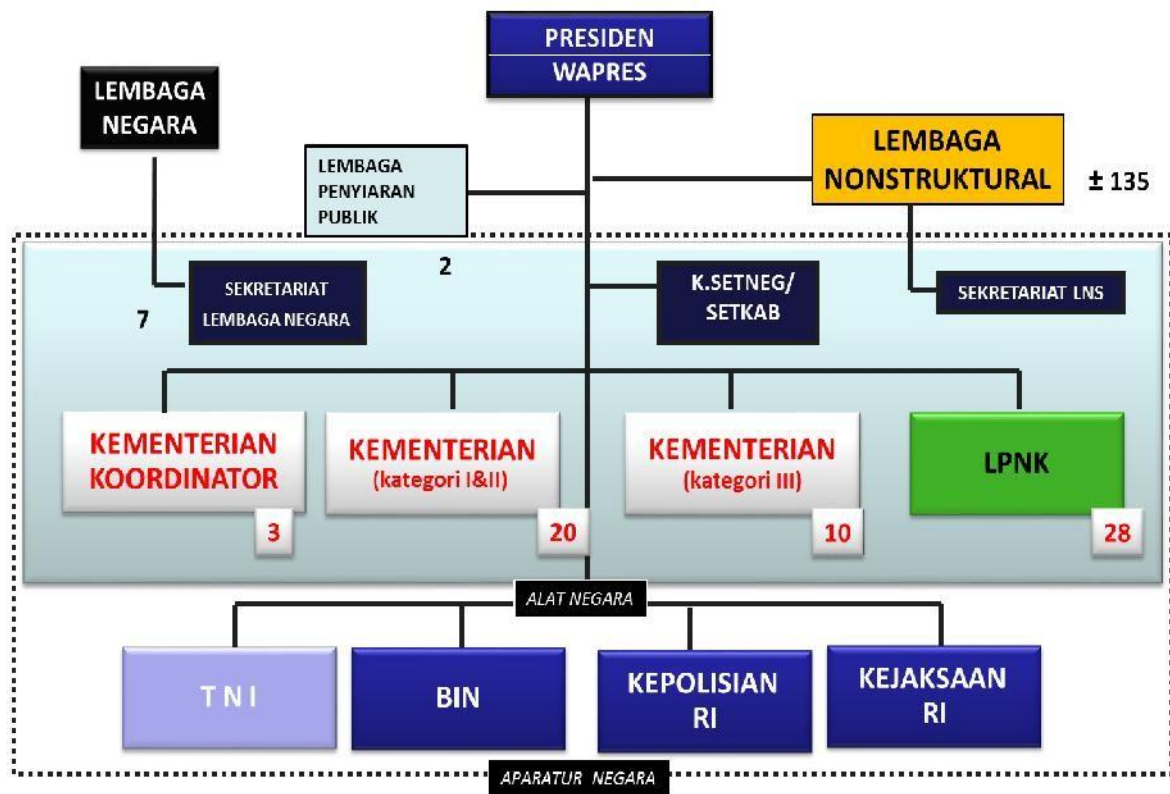 PRESIDEN
WAPRES
LEMBAGA
NEGARA
LEMBAGA
PENYIARAN
PUBLIK
LEMBAGA
NONSTRUKTURAL
± 135
2
7
SEKRETARIAT
LEMBAGA NEGARA
K.SETNEG/
SETKAB
SEKRETARIAT LNS
KEMENTERIAN
KOORDINATOR
3
KEMENTERIAN
(kategori I&II)
20
KEMENTERIAN
(kategori III)
10
LPNK
28
ALAT NEGARA
T N I
BIN
KEPOLISIAN
RI
KEJAKSAAN
RI
APARATUR NEGARA